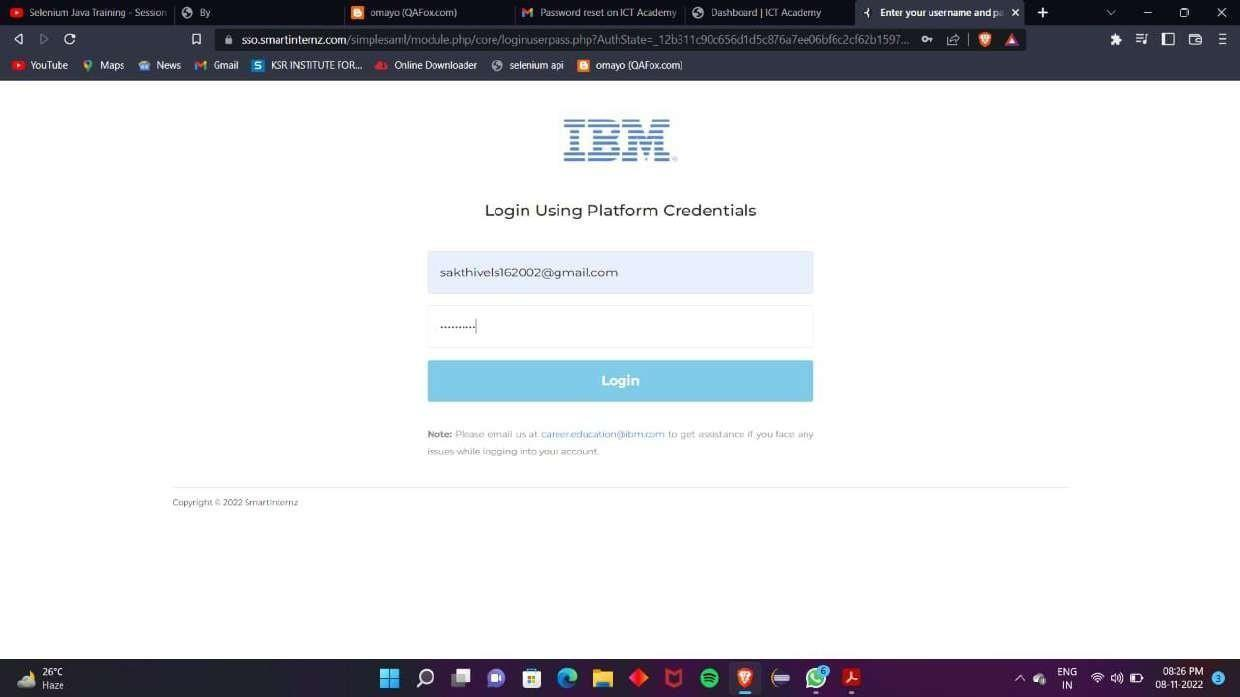 Selenium Java Training - Session
By
omayo (QAFox.com)
Password reset on ICT Academy
Dashboard | ICT Academy
Enter your username and pa
sso.smartinternz.com/simplesaml/module.php/core/loginuserpass.php?AuthState=_12b311c90c656d1d5c876a7ee06bf6c2cf62b1597...
YouTube
Maps
News
Gmail
KSR INSTITUTE FOR...
Online Downloader
selenium api
omayo (QAFox.com)
IBM
Login Using Platform Credentials
sakthivels162002@gmail.com
Login
Note: Please email us at career.education@ibm.com to get assistance if you face any
issues while logging into your account.
Copyright © 2022 SmartInternz
26°C
Haze
6
ENG
IN
08:26 PM
08-11-2022
3